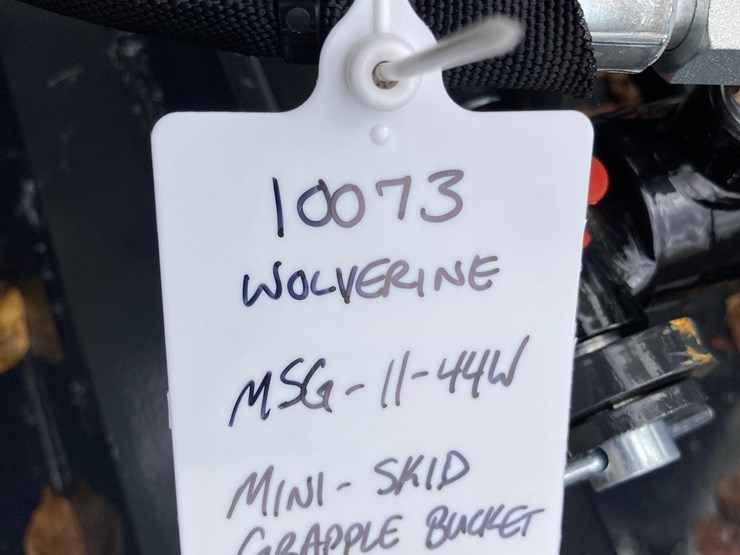 10073
WOLVERINE
MSG-11-44W
MINI-SKID
GRAPPLE BUCKET